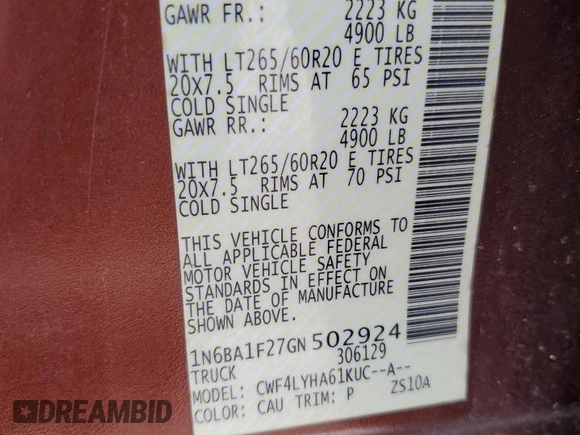 GAWR FR.: 2223 KG
4900 LB
WITH LT265/60R20 E TIRES
20X7.5 RIMS AT 65 PSI
COLD SINGLE
GAWR RR.: 2223 KG
4900 LB
WITH LT265/60R20 E TIRES
20X7.5 RIMS AT 70 PSI
COLD SINGLE
THIS VEHICLE CONFORMS TO
ALL APPLICABLE FEDERAL
MOTOR VEHICLE SAFETY
STANDARDS IN EFFECT ON
THE DATE OF MANUFACTURE
SHOWN ABOVE.
1N6BA1F27GN502924
306129
TRUCK
MODEL: CWF4LYHA61KUC--A--
COLOR: CAU TRIM: P ZS10A
DREAMBID